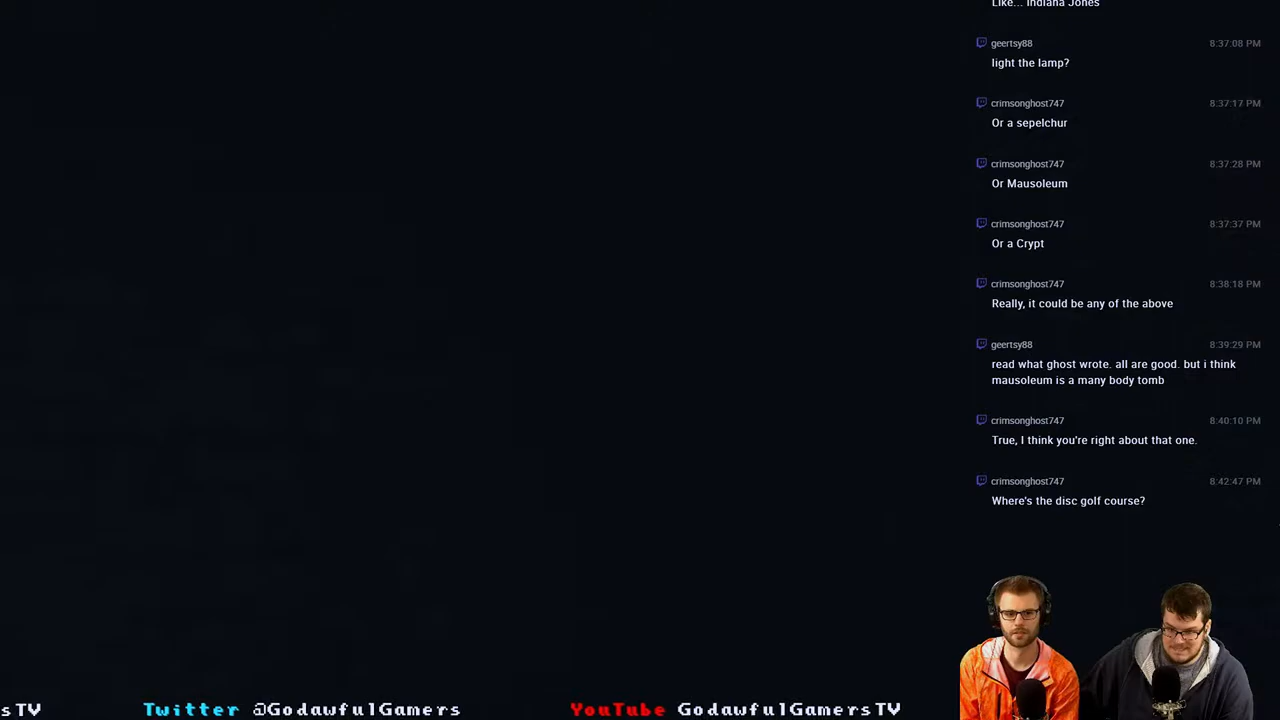 Like... Indiana Jones
geertsy88 8:37:08 PM
light the lamp?
crimsonghost747 8:37:17 PM
Or a sepelchur
crimsonghost747 8:37:28 PM
Or Mausoleum
crimsonghost747 8:37:37 PM
Or a Crypt
crimsonghost747 8:38:18 PM
Really, it could be any of the above
geertsy88 8:39:29 PM
read what ghost wrote. all are good. but i think
mausoleum is a many body tomb
crimsonghost747 8:40:10 PM
True, I think you're right about that one.
crimsonghost747 8:42:47 PM
Where's the disc golf course?
sTV Twitter @GodawfulGamers YouTube GodawfulGamersTV